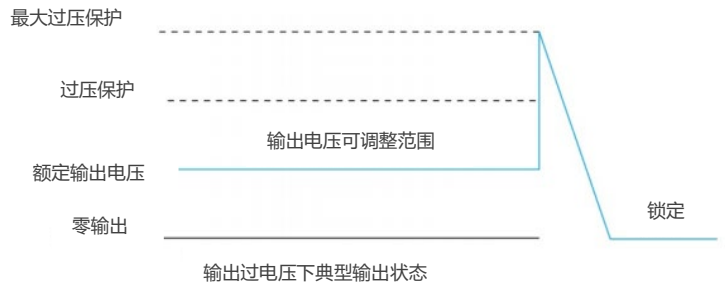 最大过压保护
过压保护
输出电压可调整范围
额定输出电压
锁定
零输出
输出过电压下典型输出状态